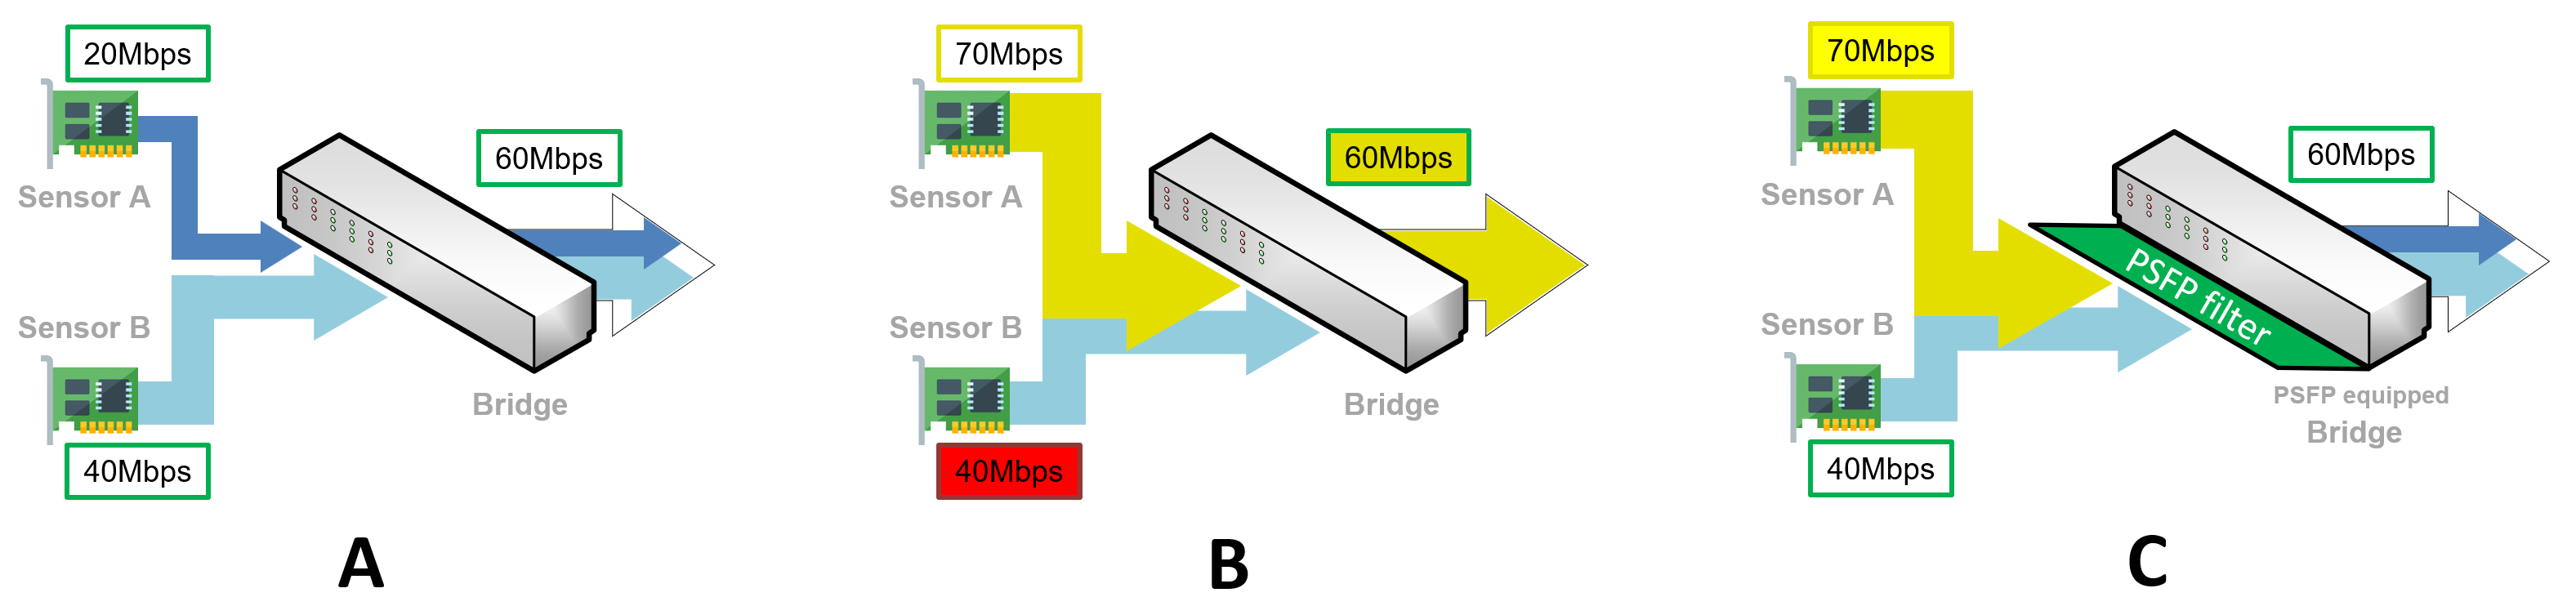 20Mbps
Sensor A
60Mbps
Sensor B
40Mbps
Bridge
A
70Mbps
Sensor A
60Mbps
Sensor B
40Mbps
Bridge
B
70Mbps
Sensor A
60Mbps
PSFP filter
Sensor B
40Mbps
PSFP equipped
Bridge
C